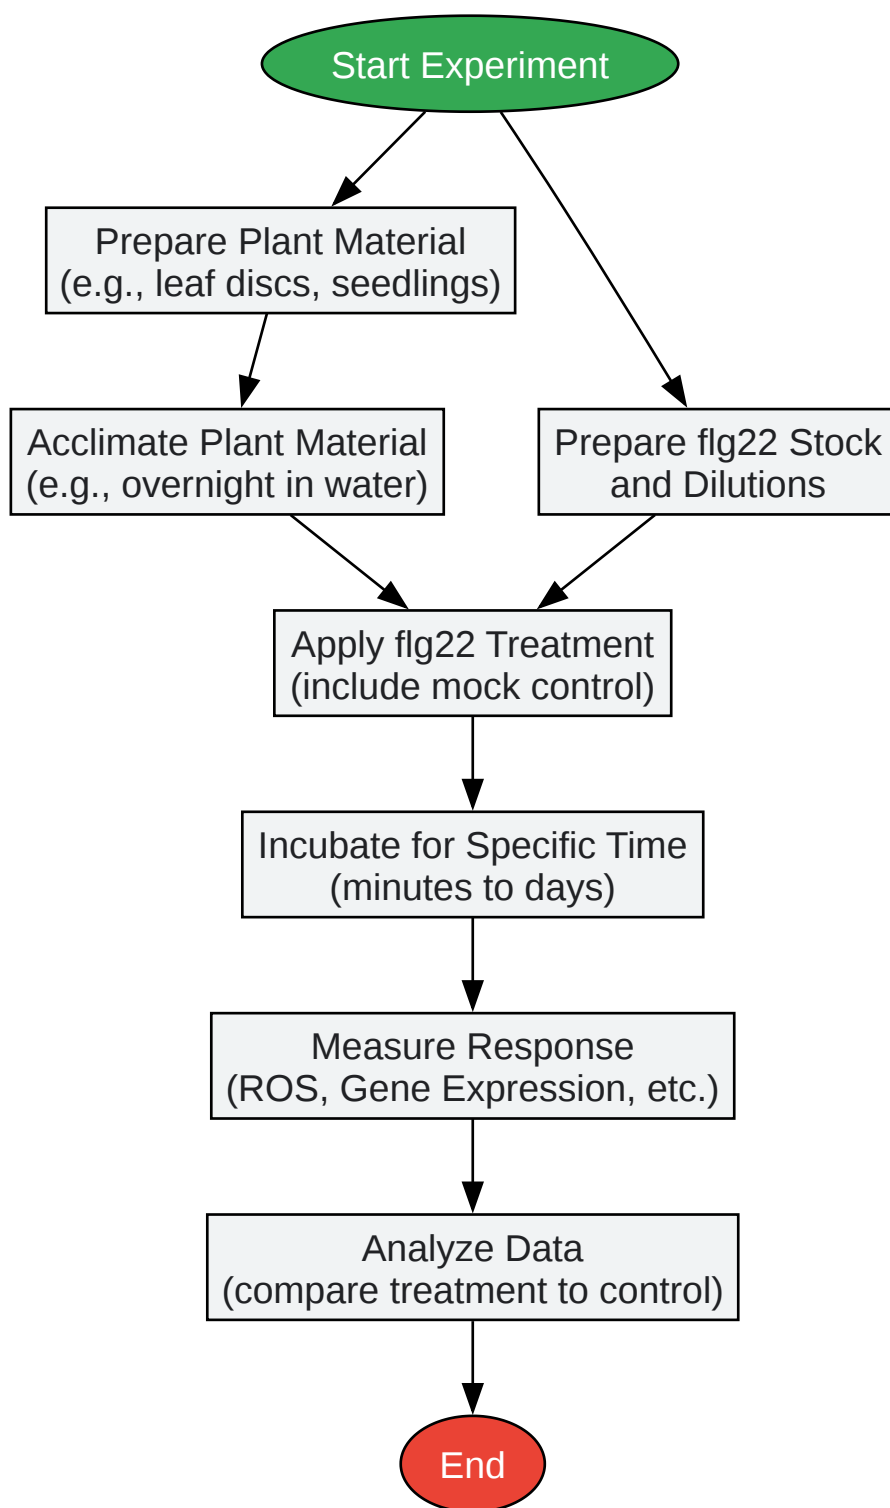 Start Experiment
Prepare Plant Material
(e.g., leaf discs, seedlings)
Acclimate Plant Material
(e.g., overnight in water)
Prepare flg22 Stock
and Dilutions
Apply flg22 Treatment
(include mock control)
Incubate for Specific Time
(minutes to days)
Measure Response
(ROS, Gene Expression, etc.)
Analyze Data
(compare treatment to control)
End